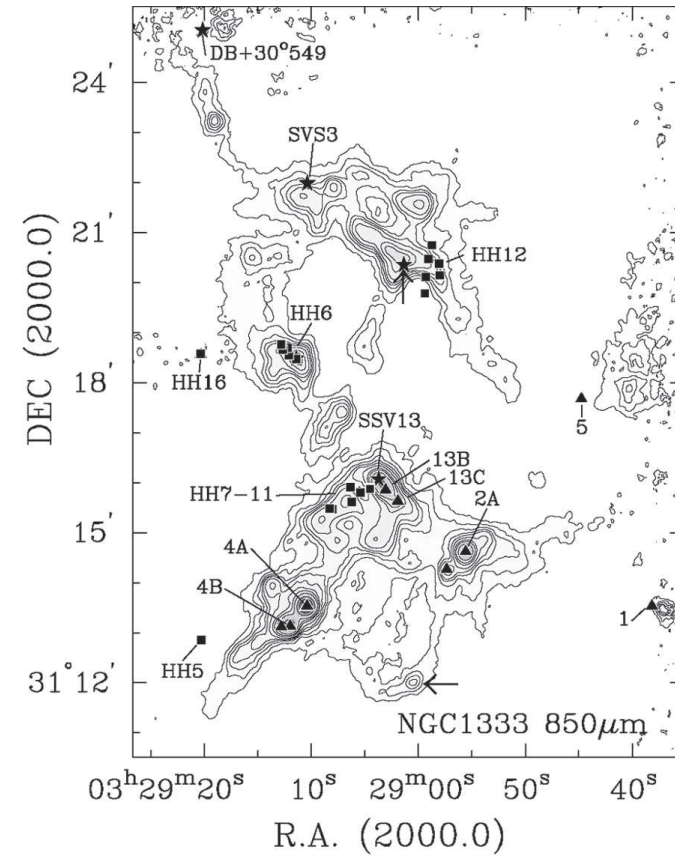 DB+30°549
24'
SVS3
21'
HH12
HH6
DEC (2000.0)
18'
HH16
5
SSV13
13B
13C
HH7-11
2A
15'
4A
4B
1
HH5
31°12'
NGC1333 850μm
03ʰ29ᵐ20ˢ 10ˢ 29ᵐ00ˢ 50ˢ 40ˢ
R.A. (2000.0)